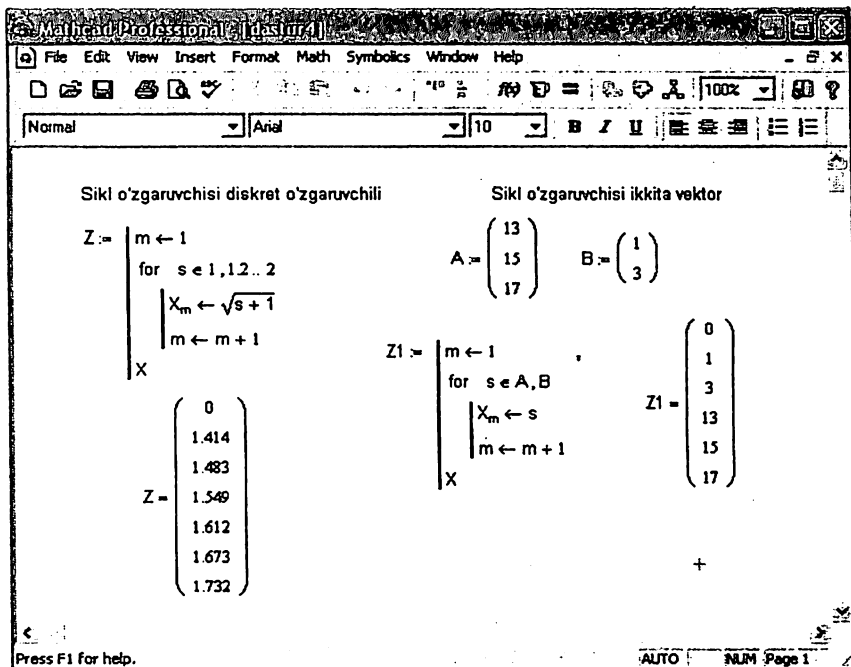 Mathcad Professional - [dastur4]
File Edit View Insert Format Math Symbolics Window Help
100%
Normal Arial 10 B I U
Sikl o'zgaruvchisi diskret o'zgaruvchili
Z := m ← 1
for s ∈ 1, 1.2 .. 2
X_m ← √(s + 1)
m ← m + 1
X
Z =
0
1.414
1.483
1.549
1.612
1.673
1.732
Sikl o'zgaruvchisi ikkita vektor
A :=
13
15
17
B :=
1
3
Z1 := m ← 1
for s ∈ A, B
X_m ← s
m ← m + 1
X
Z1 =
0
1
3
13
15
17
Press F1 for help. AUTO NUM Page 1